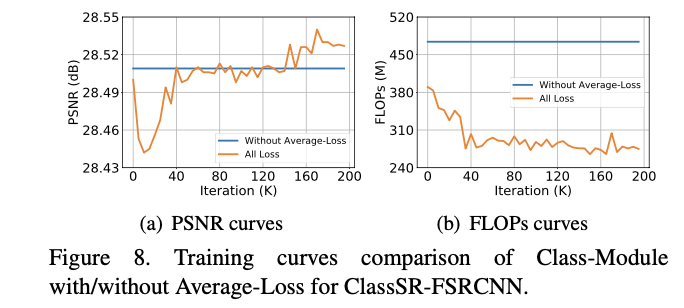 28.55
28.52
28.49
28.46
28.43
PSNR (dB)
0 40 80 120 160 200
Iteration (K)
Without Average-Loss
All Loss
520
450
380
310
240
FLOPs (M)
0 40 80 120 160 200
Iteration (K)
Without Average-Loss
All Loss
(a) PSNR curves
(b) FLOPs curves
Figure 8. Training curves comparison of Class-Module
with/without Average-Loss for ClassSR-FSRCNN.